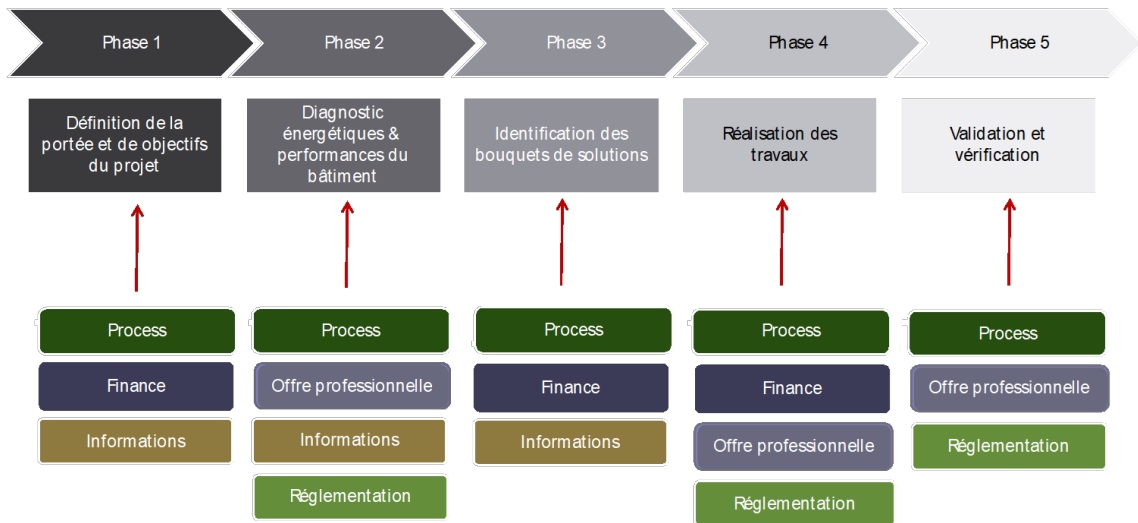 Phase 1
Phase 2
Phase 3
Phase 4
Phase 5
Définition de la
portée et de objectifs
du projet
Diagnostic
énergétiques &
performances du
bâtiment
Identification des
bouquets de solutions
Réalisation des
travaux
Validation et
vérification
Process
Finance
Informations
Process
Offre professionnelle
Informations
Réglementation
Process
Finance
Informations
Process
Finance
Offre professionnelle
Réglementation
Process
Offre professionnelle
Réglementation